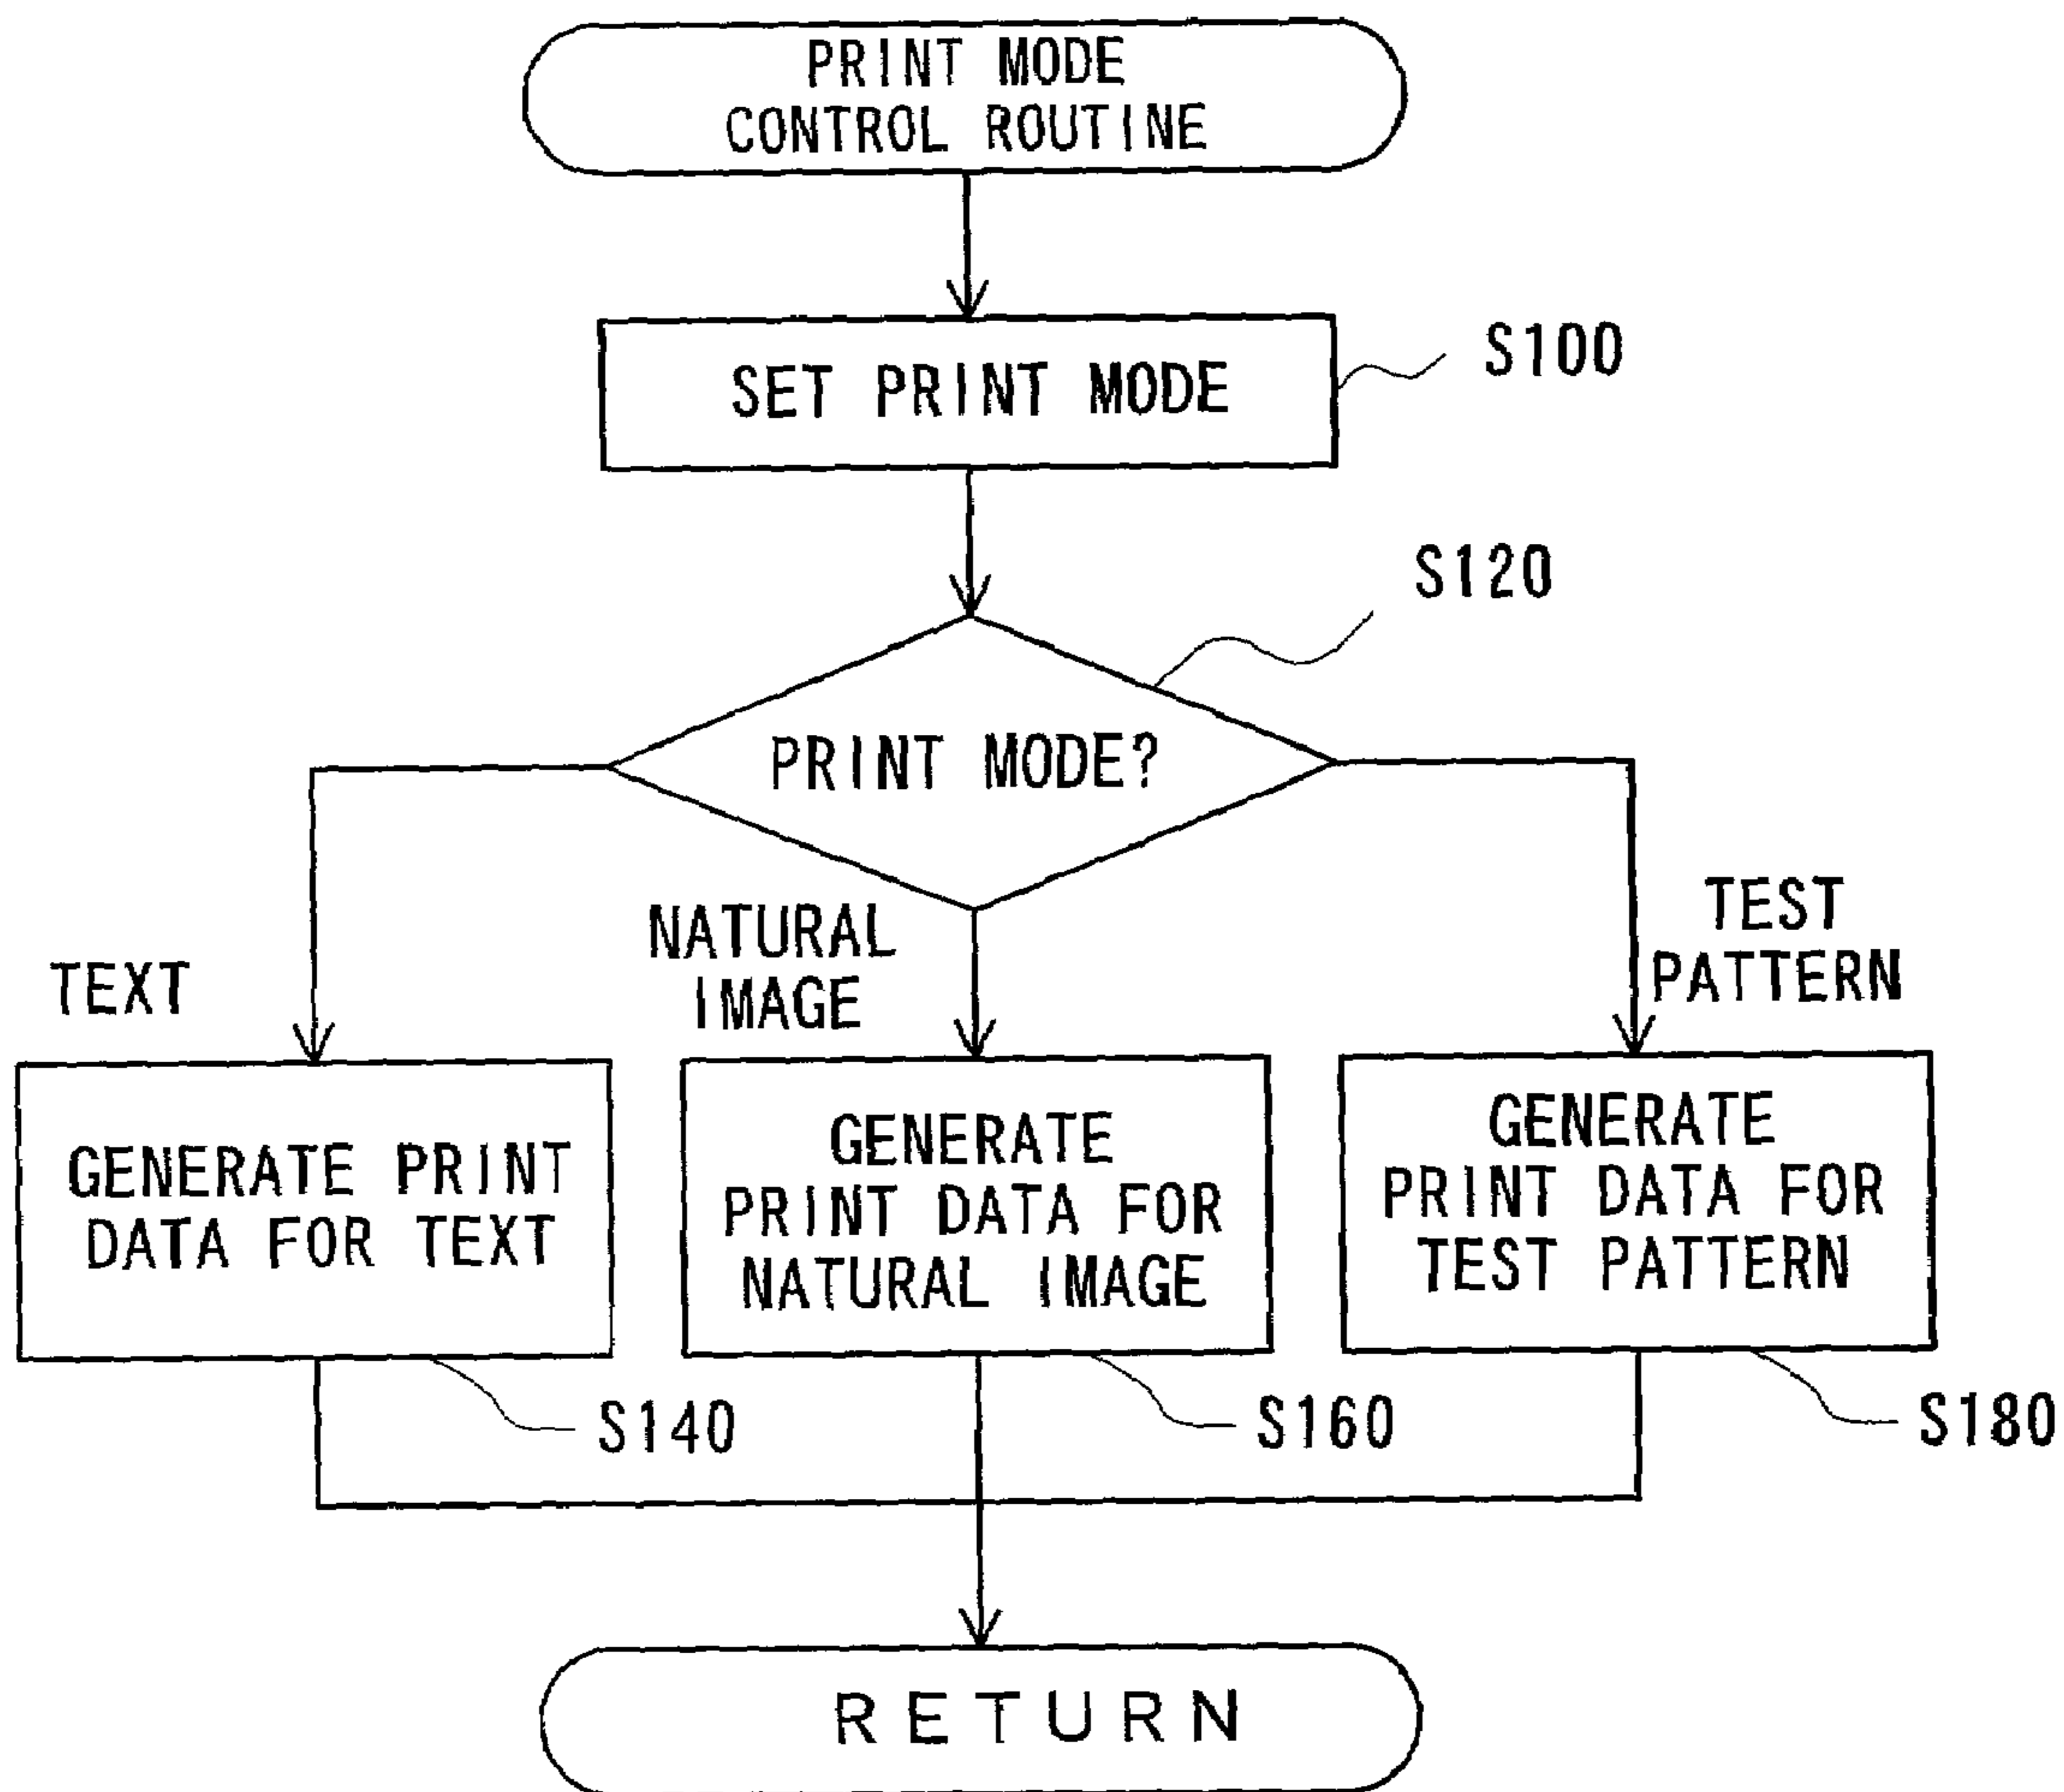 PRINT MODE
CONTROL ROUTINE
SET PRINT MODE
S100
S120
PRINT MODE?
TEXT
NATURAL
IMAGE
TEST
PATTERN
GENERATE PRINT
DATA FOR TEXT
GENERATE
PRINT DATA FOR
NATURAL IMAGE
GENERATE
PRINT DATA FOR
TEST PATTERN
S140
S160
S180
RETURN